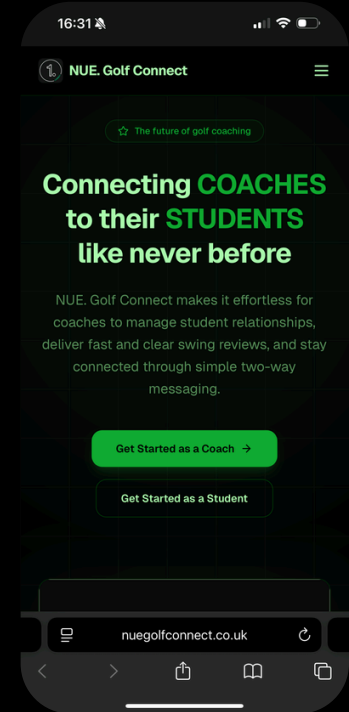 16:31
NUE. Golf Connect
The future of golf coaching
Connecting COACHES
to their STUDENTS
like never before
NUE. Golf Connect makes it effortless for
coaches to manage student relationships,
deliver fast and clear swing reviews, and stay
connected through simple two-way
messaging.
Get Started as a Coach →
Get Started as a Student
nuegolfconnect.co.uk